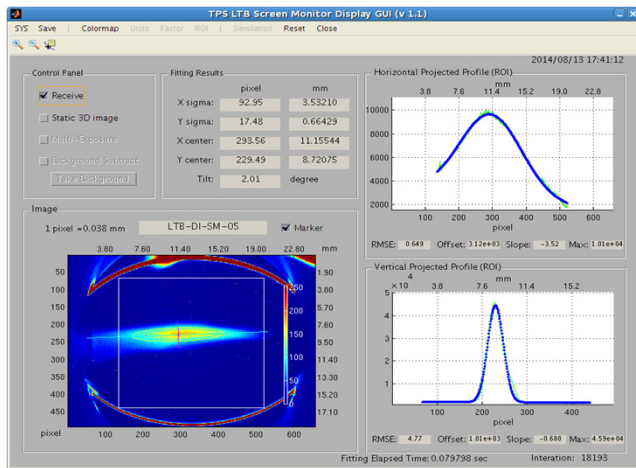 TPS LTB Screen Monitor Display GUI (v 1.1)
SYS Save | Colormap Units Factor ROI | Simulation Reset Close
2014/08/13 17:41:12
Control Panel
Receive
Static 3D image
Multi-Exposure
Background Subtract
Take Background
Fitting Results
pixel mm
X sigma: 92.95 3.53210
Y sigma: 17.48 0.66429
X center: 293.56 11.15544
Y center: 229.49 8.72075
Tilt: 2.01 degree
Horizontal Projected Profile (ROI)
mm
3.8 7.6 11.4 15.2 19.0 22.8
10000
8000
6000
4000
2000
100 200 300 400 500 600
pixel
RMSE: 0.649 Offset: 3.12e+03 Slope: -3.52 Max: 1.01e+04
Image
1 pixel =0.038 mm LTB-DI-SM-05 Marker
3.80 7.60 11.40 15.20 19.00 22.80 mm
50 1.90
100 3.80
150 5.70
200 7.60
250 9.50
300 11.40
350 13.30
400 15.20
450 17.10
250
200
150
100
50
0
pixel 100 200 300 400 500 600
Vertical Projected Profile (ROI)
mm
× 10 4 3.8 7.6 11.4 15.2
5
4
3
2
1
100 200 300 400
pixel
RMSE: 4.77 Offset: 1.81e+03 Slope: -0.688 Max: 4.59e+04
Fitting Elapsed Time: 0.079798 sec Interation: 18193